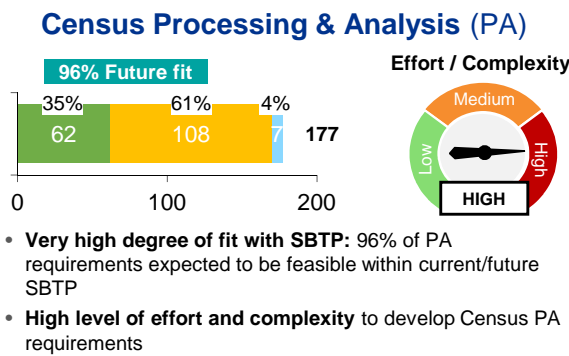 Census Processing & Analysis (PA)
96% Future fit
Effort / Complexity
35% 61% 4%
62 108 7 177
0 100 200
Medium
Low
High
HIGH
• Very high degree of fit with SBTP: 96% of PA
requirements expected to be feasible within current/future
SBTP
• High level of effort and complexity to develop Census PA
requirements